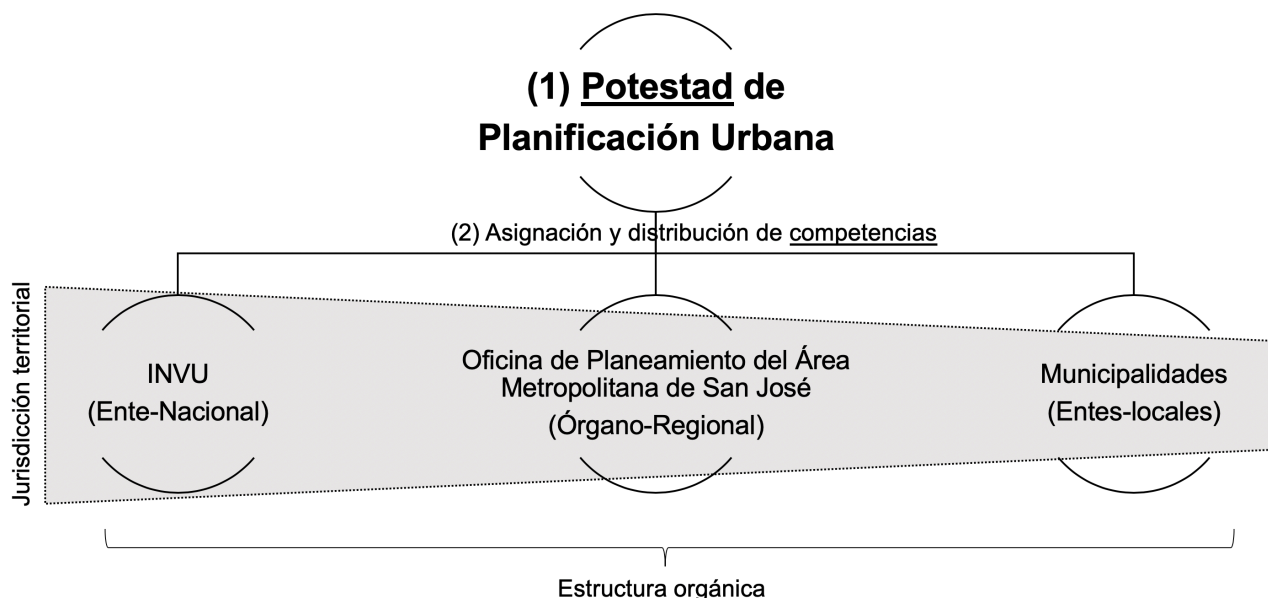 (1) Potestad de
Planificación Urbana
(2) Asignación y distribución de competencias
Jurisdicción territorial
INVU
(Ente-Nacional)
Oficina de Planeamiento del Área
Metropolitana de San José
(Órgano-Regional)
Municipalidades
(Entes-locales)
Estructura orgánica